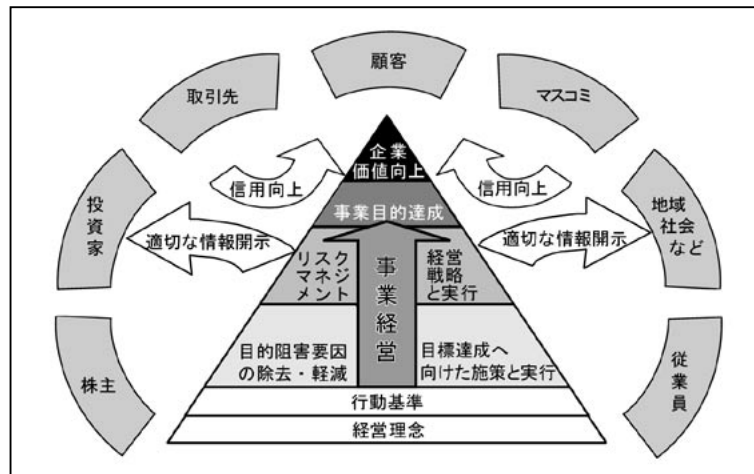 顧客
取引先
マスコミ
投資家
地域
社会
など
株主
従業員
信用向上
信用向上
適切な情報開示
適切な情報開示
企業
価値向上
事業目的達成
リスク
マネジ
メント
事業経営
経営
戦略
と実行
目的阻害要因
の除去・軽減
目標達成へ
向けた施策と実行
行動基準
経営理念